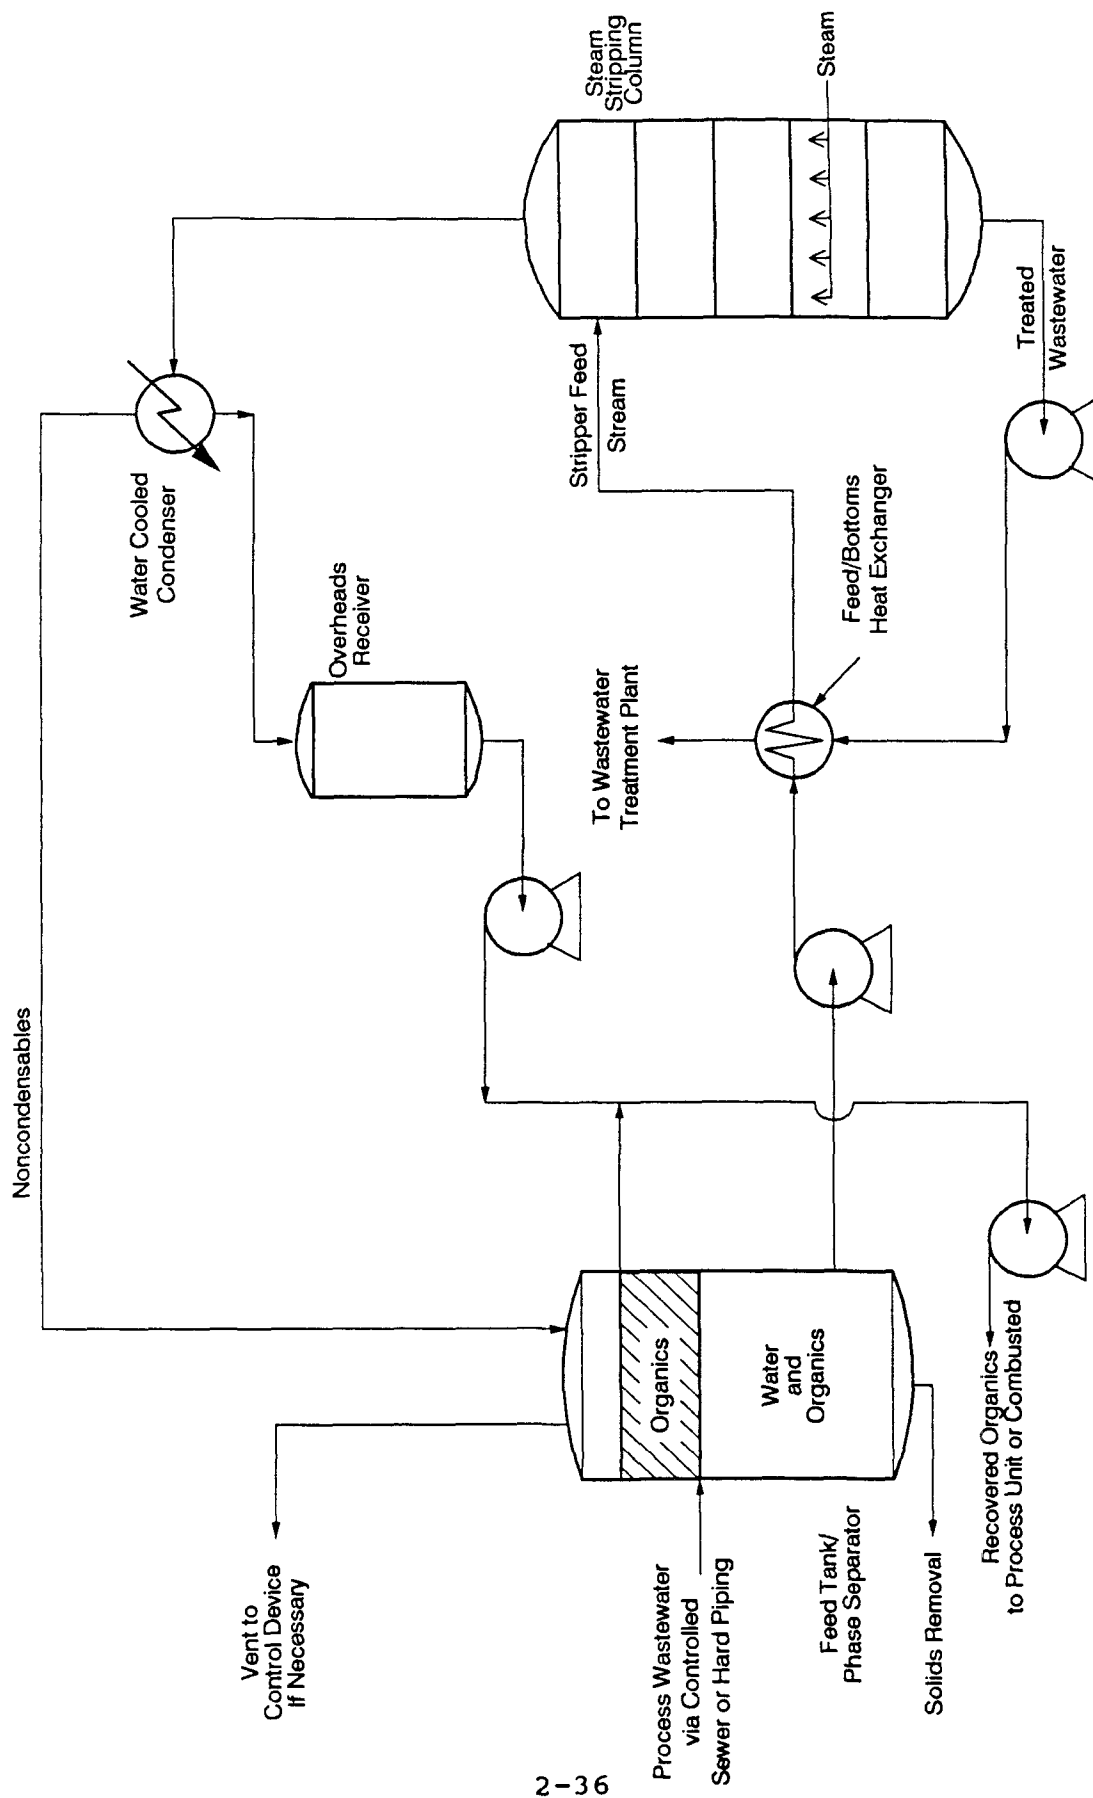 Noncondensables
Water Cooled
Condenser
Steam
Stripping
Column
Overheads
Receiver
Vent to
Control Device
If Necessary
Stripper Feed
Stream
Steam
To Wastewater
Treatment Plant
Organics
Process Wastewater
via Controlled
Sewer or Hard Piping
Water
and
Organics
Feed/Bottoms
Heat Exchanger
Feed Tank/
Phase Separator
Treated
Wastewater
Solids Removal
Recovered Organics
to Process Unit or Combusted
2-36